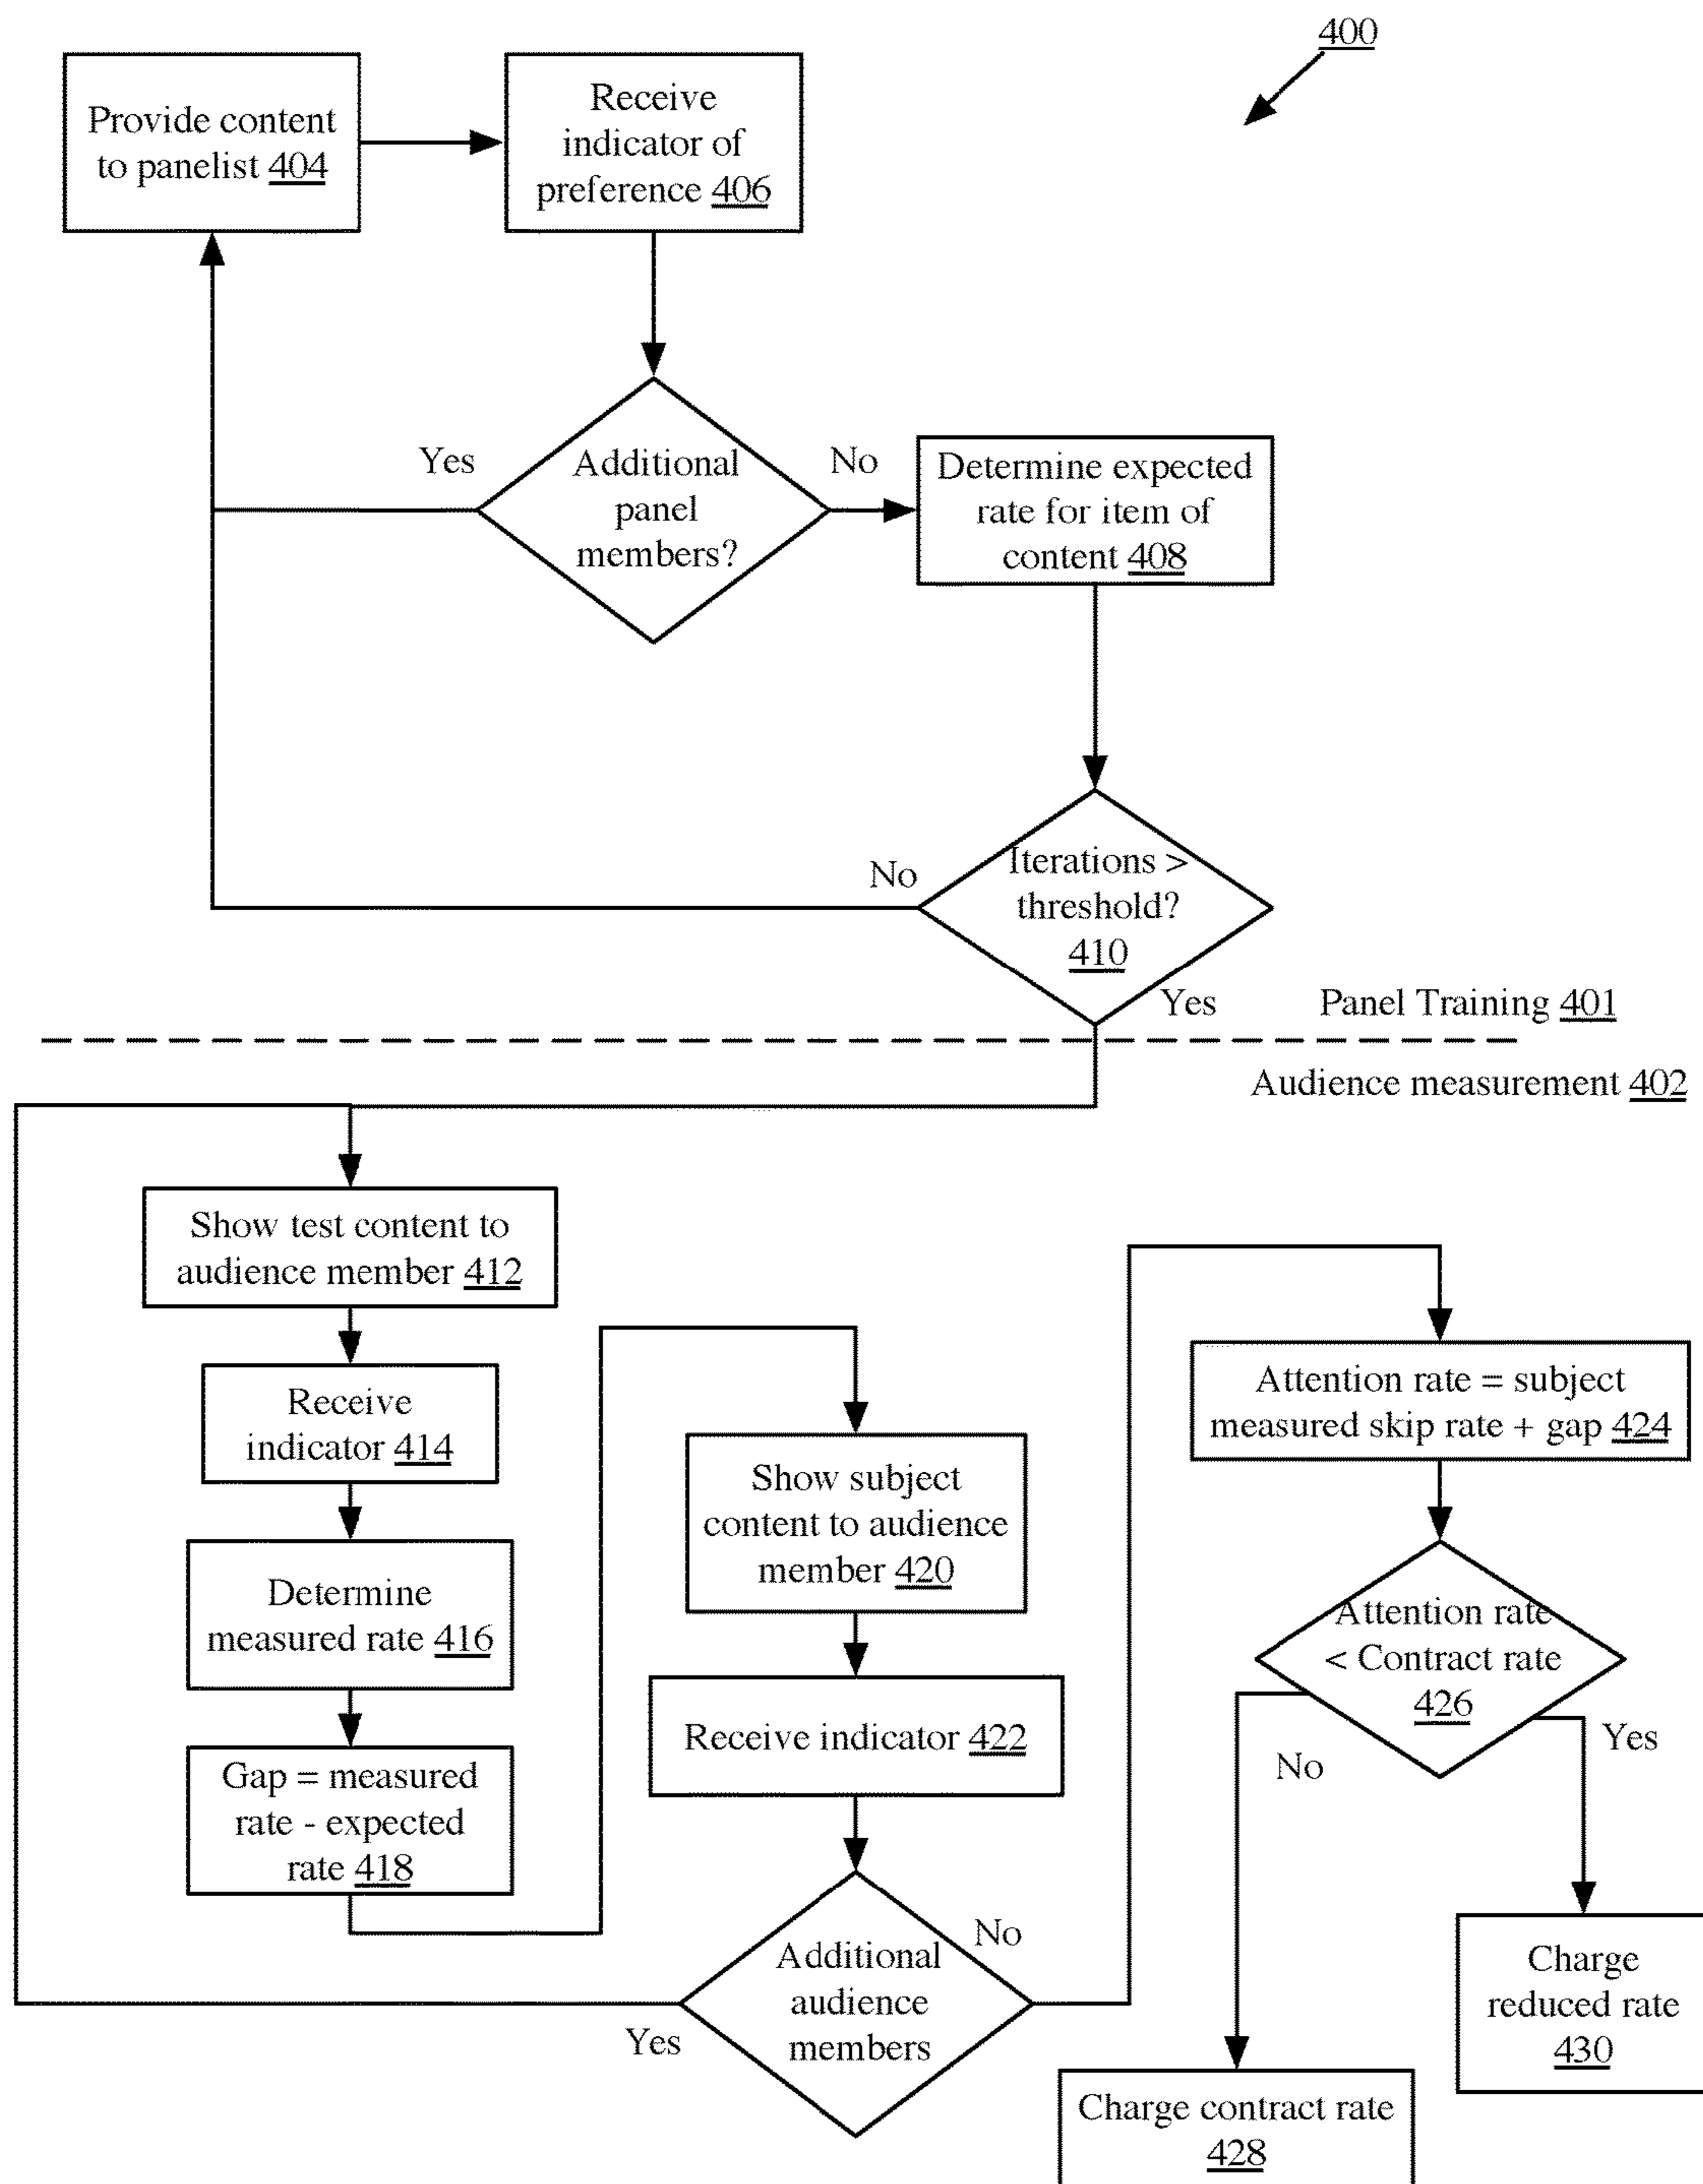 400
Provide content
to panelist 404
Receive
indicator of
preference 406
Yes
Additional
panel
members?
No
Determine expected
rate for item of
content 408
No
Iterations >
threshold?
410
Yes
Panel Training 401
Audience measurement 402
Show test content to
audience member 412
Receive
indicator 414
Determine
measured rate 416
Gap = measured
rate - expected
rate 418
Show subject
content to audience
member 420
Receive indicator 422
Additional
audience
members
Yes
No
Attention rate = subject
measured skip rate + gap 424
Attention rate
< Contract rate
426
No
Yes
Charge contract rate
428
Charge
reduced rate
430